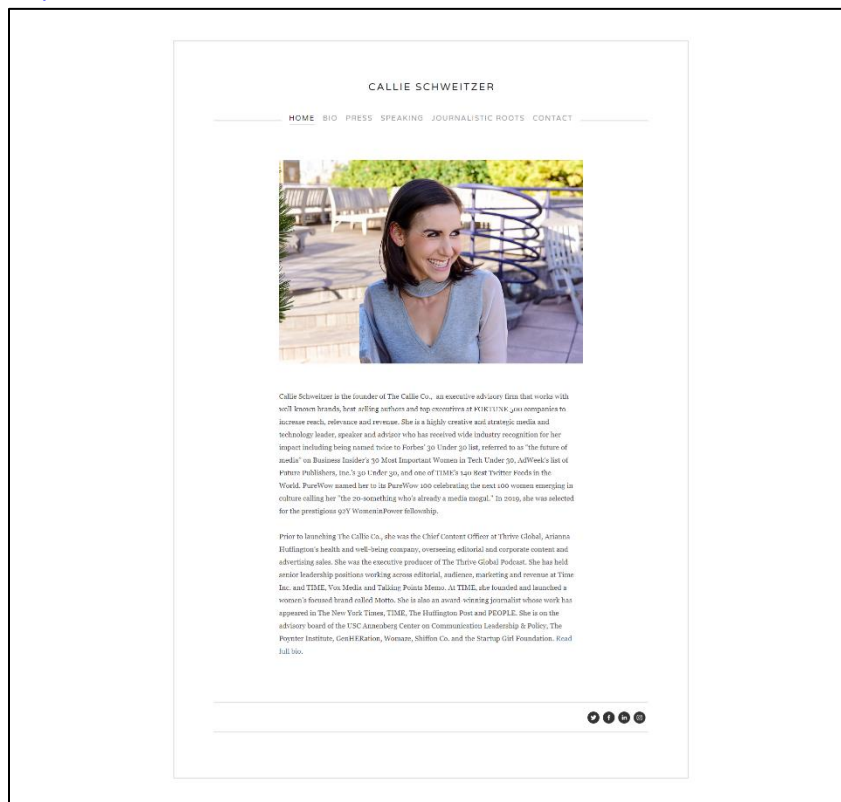 CALLIE SCHWEITZER
HOME BIO PRESS SPEAKING JOURNALISTIC ROOTS CONTACT
Callie Schweitzer is the founder of The Callie Co., an executive advisory firm that works with
well-known brands, best-selling authors and top executives at FORTUNE 500 companies to
increase reach, relevance and revenue. She is a highly creative and strategic media and
technology leader, speaker and advisor who has received wide industry recognition for her
impact including being named twice to Forbes' 30 Under 30 list, referred to as "the future of
media" on Business Insider's 30 Most Important Women in Tech Under 30, AdWeek's list of
Future Publishers, Inc.'s 30 Under 30, and one of TIME's 140 Best Twitter Feeds in the
World. PureWow named her to its PureWow 100 celebrating the next 100 women emerging in
culture calling her "the 20-something who's already a media mogul." In 2019, she was selected
for the prestigious 92Y WomeninPower fellowship.
Prior to launching The Callie Co., she was the Chief Content Officer at Thrive Global, Arianna
Huffington's health and well-being company, overseeing editorial and corporate content and
advertising sales. She was the executive producer of The Thrive Global Podcast. She has held
senior leadership positions working across editorial, audience, marketing and revenue at Time
Inc. and TIME, Vox Media and Talking Points Memo. At TIME, she founded and launched a
women's focused brand called Motto. She is also an award-winning journalist whose work has
appeared in The New York Times, TIME, The Huffington Post and PEOPLE. She is on the
advisory board of the USC Annenberg Center on Communication Leadership & Policy, The
Poynter Institute, GenHERation, Womaze, Shiffon Co. and the Startup Girl Foundation. Read
full bio.